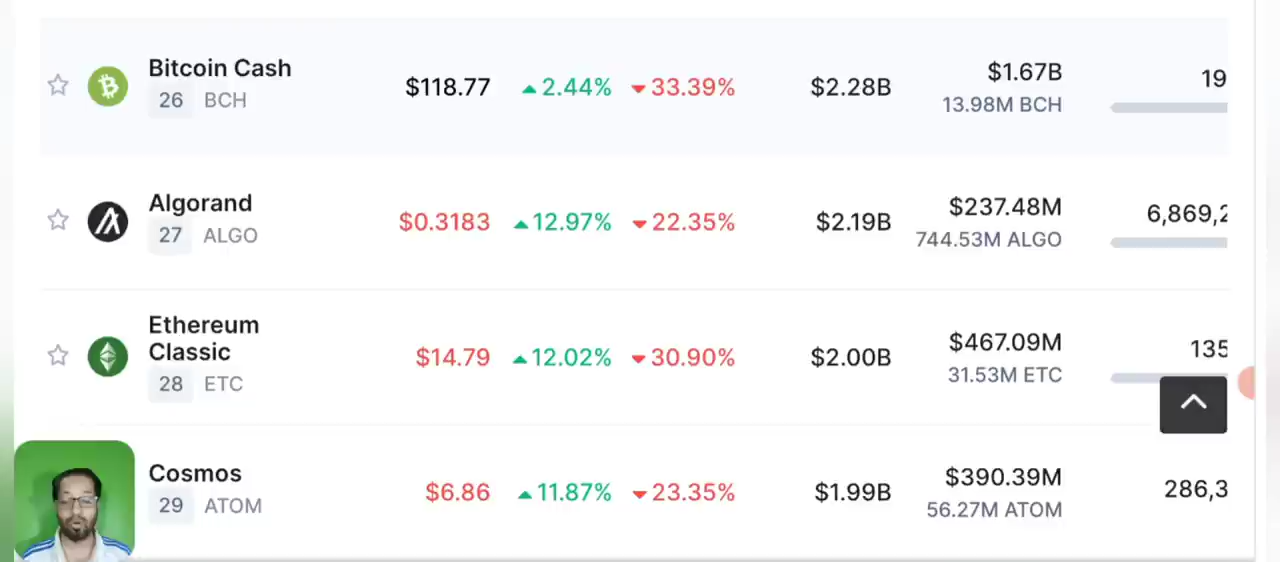 Bitcoin Cash
26 BCH
$118.77 ▲ 2.44% ▼ 33.39% $2.28B $1.67B 19
13.98M BCH
Algorand
27 ALGO
$0.3183 ▲ 12.97% ▼ 22.35% $2.19B $237.48M 6,869,2
744.53M ALGO
Ethereum
Classic
28 ETC
$14.79 ▲ 12.02% ▼ 30.90% $2.00B $467.09M 135
31.53M ETC
Cosmos
29 ATOM
$6.86 ▲ 11.87% ▼ 23.35% $1.99B $390.39M 286,3
56.27M ATOM